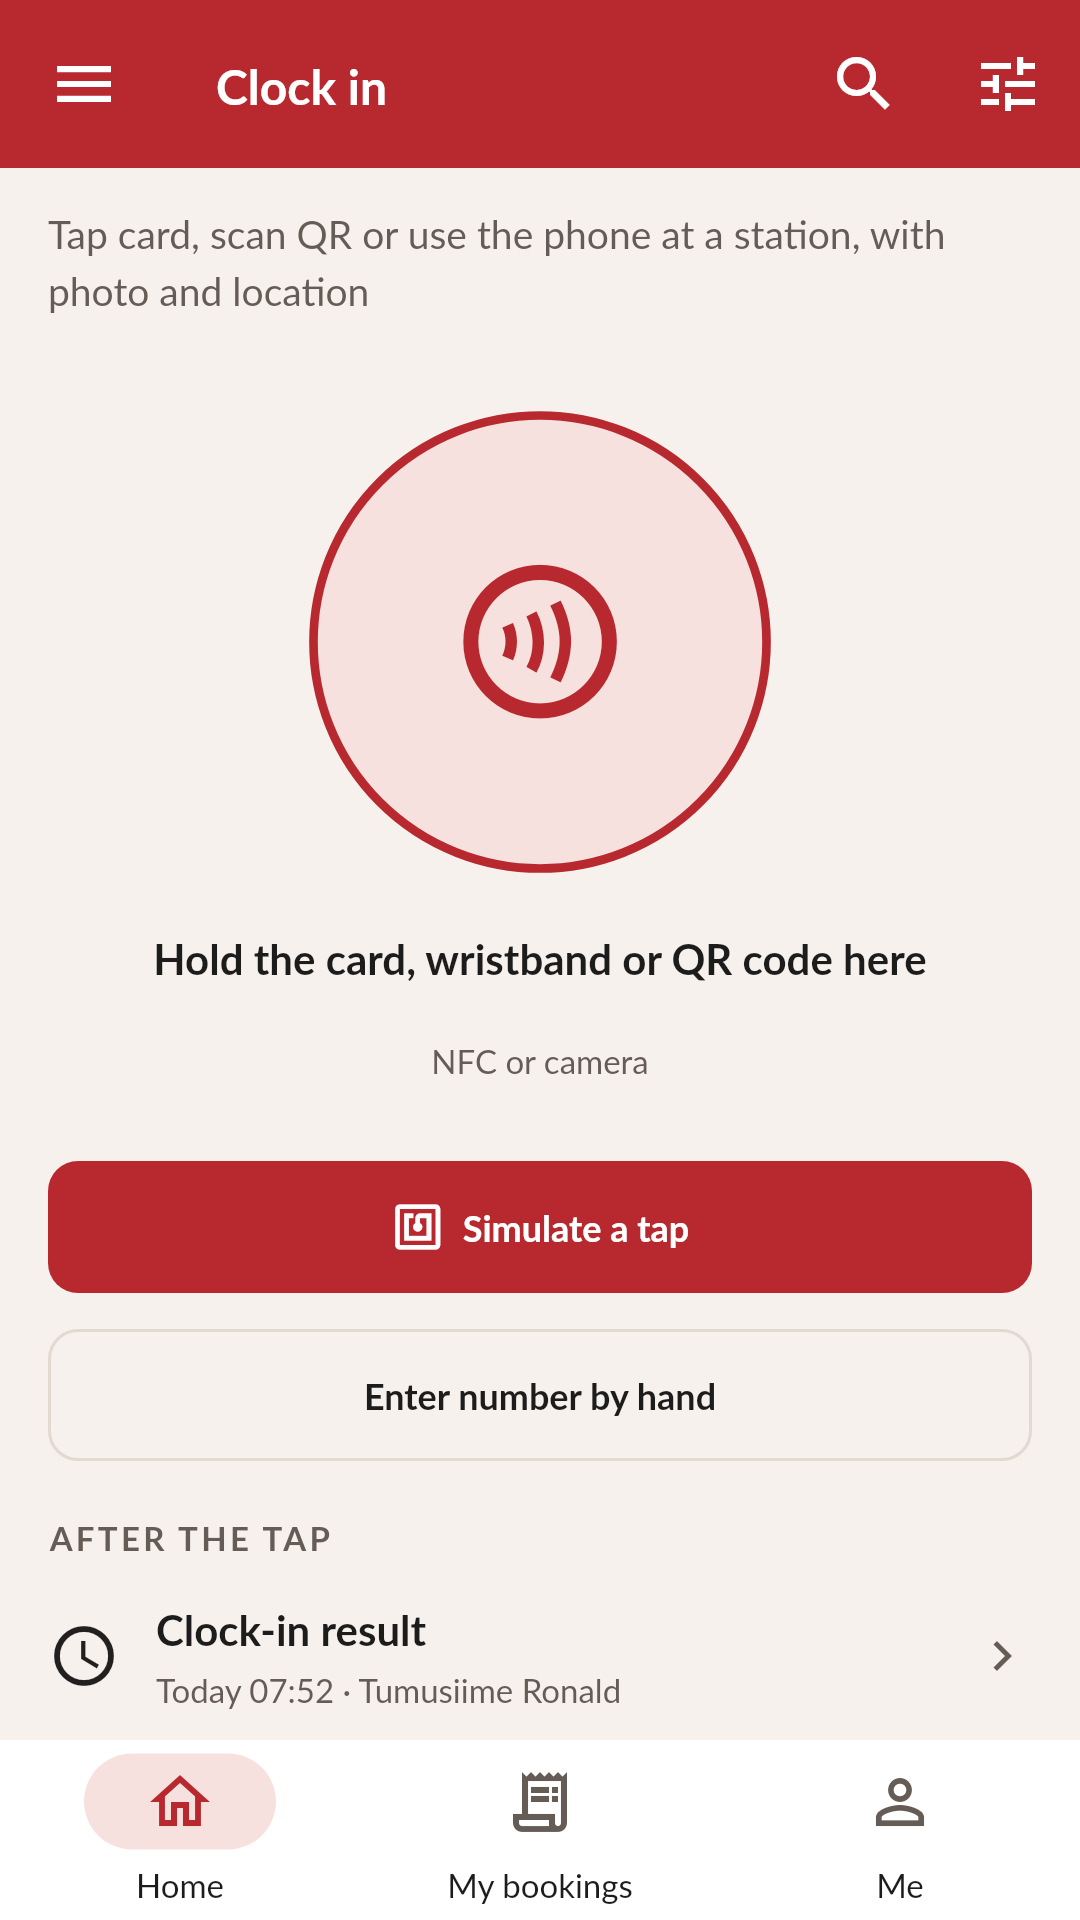 Clock in
Tap card, scan QR or use the phone at a station, with
photo and location
Hold the card, wristband or QR code here
NFC or camera
Simulate a tap
Enter number by hand
AFTER THE TAP
Clock-in result
Today 07:52 · Tumusiime Ronald
Home
My bookings
Me